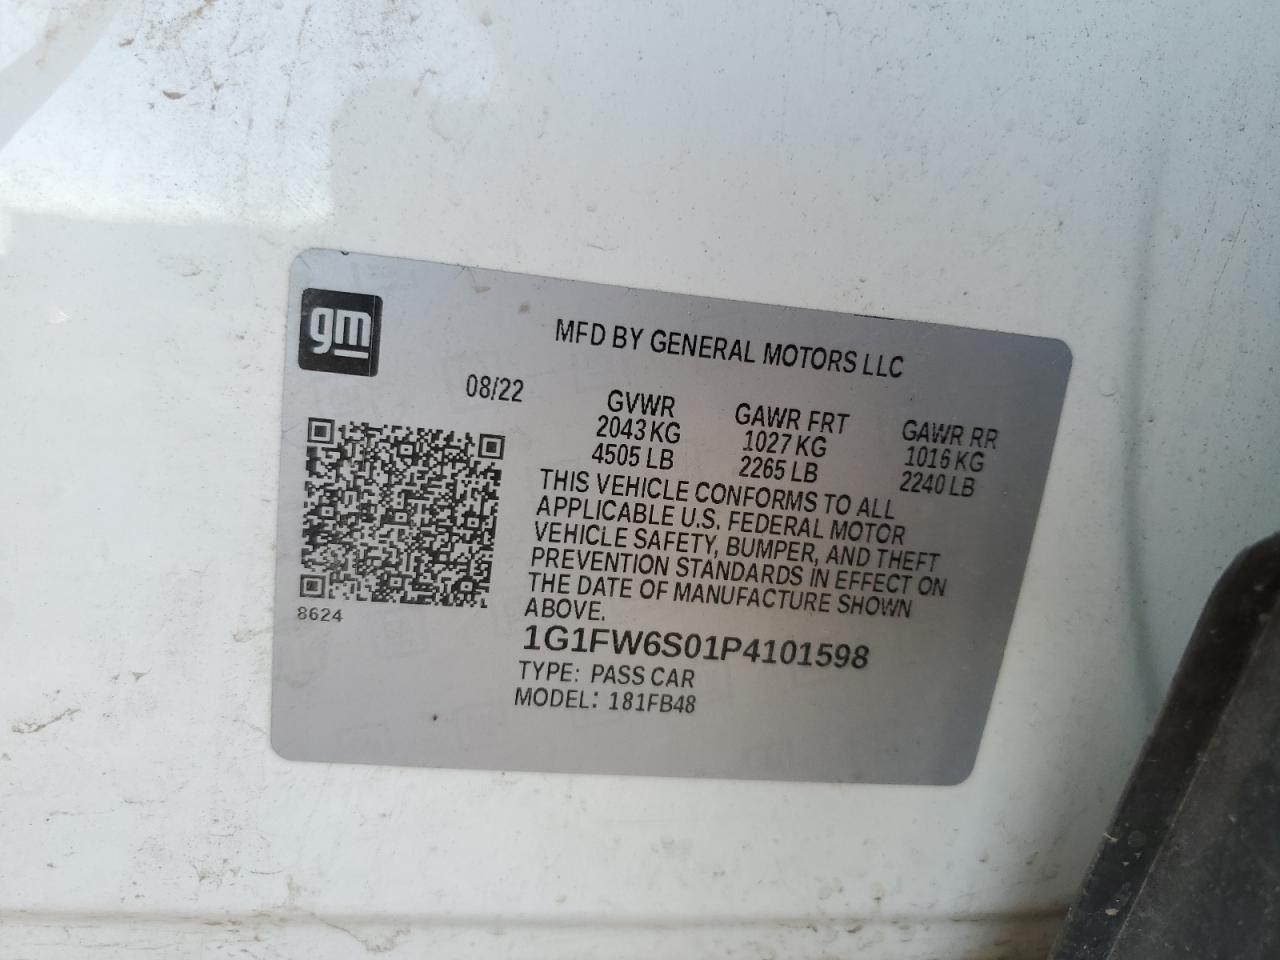 gm
MFD BY GENERAL MOTORS LLC
08/22
GVWR GAWR FRT GAWR RR
2043 KG 1027 KG 1016 KG
4505 LB 2265 LB 2240 LB
THIS VEHICLE CONFORMS TO ALL
APPLICABLE U.S. FEDERAL MOTOR
VEHICLE SAFETY, BUMPER, AND THEFT
PREVENTION STANDARDS IN EFFECT ON
THE DATE OF MANUFACTURE SHOWN
ABOVE.
8624
1G1FW6S01P4101598
TYPE: PASS CAR
MODEL: 181FB48